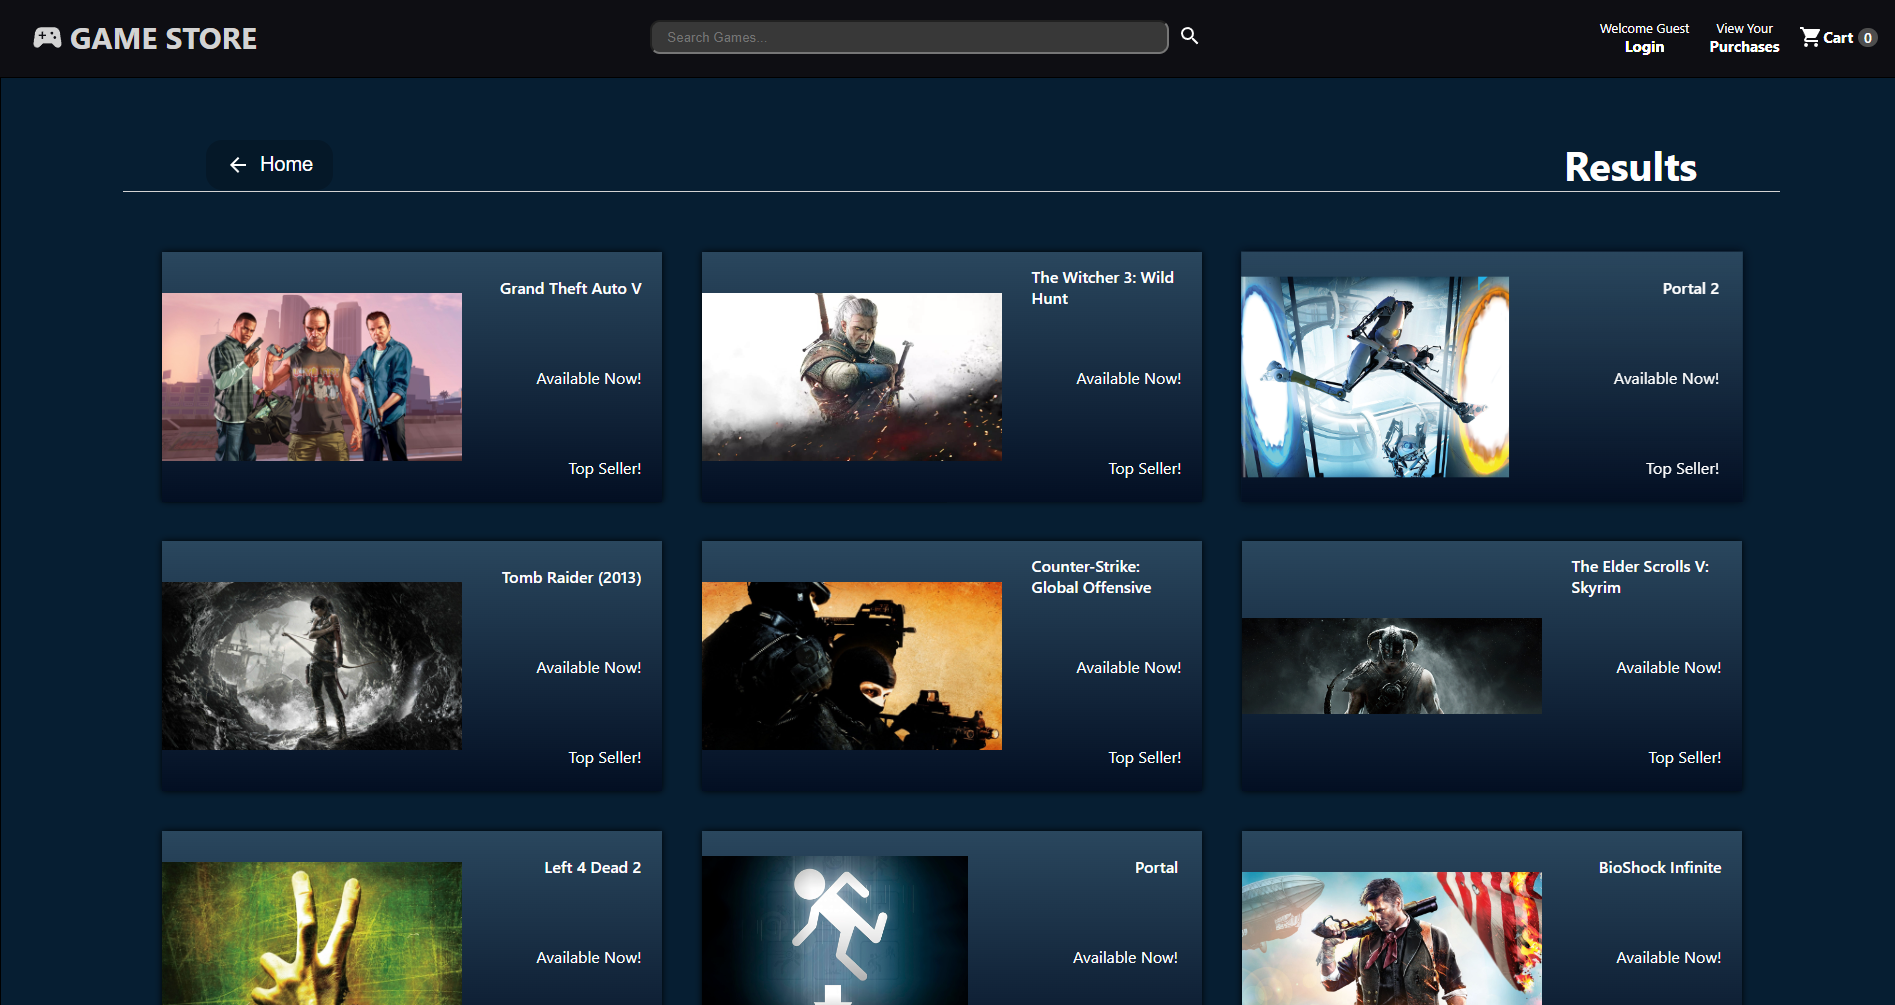 GAME STORE
Search Games...
Welcome Guest
Login
View Your
Purchases
Cart 0
Home
Results
Grand Theft Auto V
Available Now!
Top Seller!
The Witcher 3: Wild
Hunt
Available Now!
Top Seller!
Portal 2
Available Now!
Top Seller!
Tomb Raider (2013)
Available Now!
Top Seller!
Counter-Strike:
Global Offensive
Available Now!
Top Seller!
The Elder Scrolls V:
Skyrim
Available Now!
Top Seller!
Left 4 Dead 2
Available Now!
Portal
Available Now!
BioShock Infinite
Available Now!